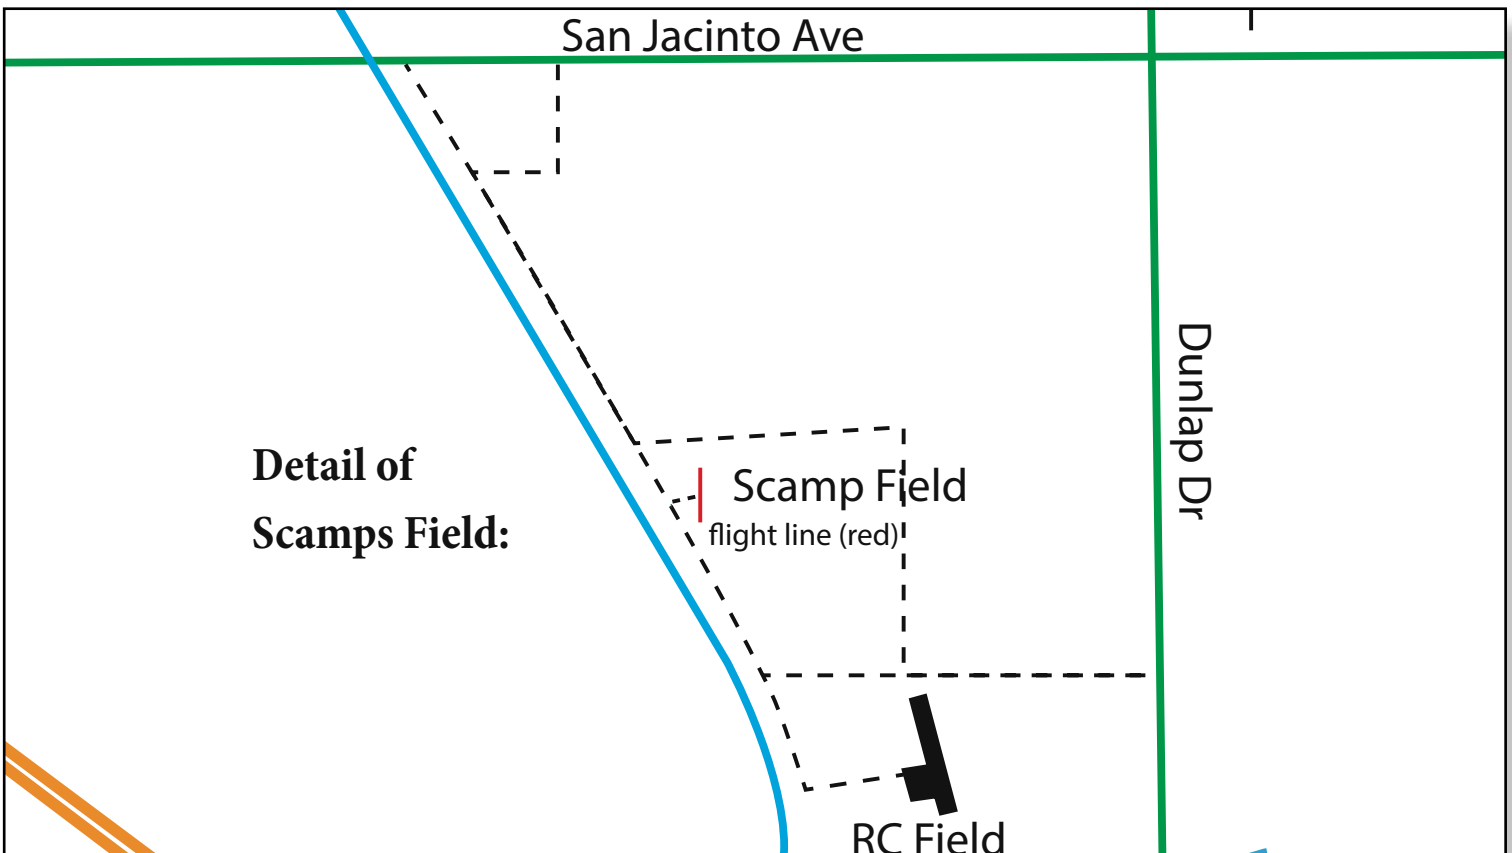 San Jacinto Ave
Dunlap Dr
Detail of
Scamps Field:
Scamp Field
flight line (red)
RC Field